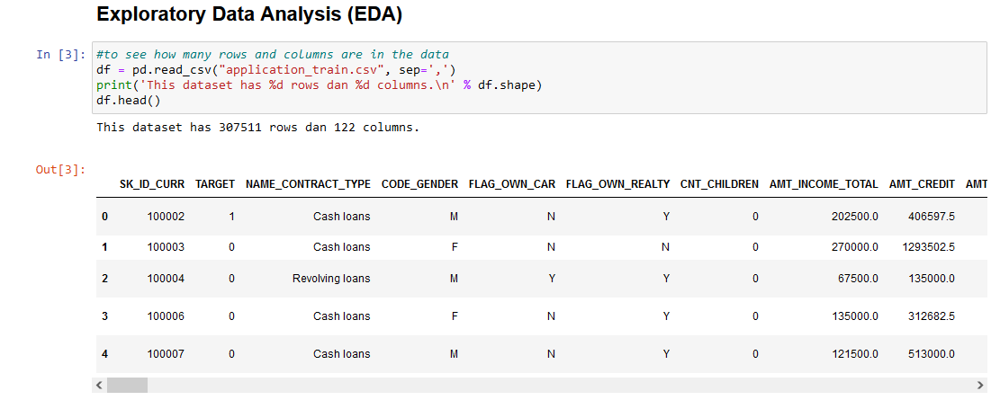 Exploratory Data Analysis (EDA)
In [3]: #to see how many rows and columns are in the data
df = pd.read_csv("application_train.csv", sep=',')
print('This dataset has %d rows dan %d columns.\n' % df.shape)
df.head()
This dataset has 307511 rows dan 122 columns.
Out[3]:
SK_ID_CURR TARGET NAME_CONTRACT_TYPE CODE_GENDER FLAG_OWN_CAR FLAG_OWN_REALTY CNT_CHILDREN AMT_INCOME_TOTAL AMT_CREDIT AMT
0 100002 1 Cash loans M N Y 0 202500.0 406597.5
1 100003 0 Cash loans F N N 0 270000.0 1293502.5
2 100004 0 Revolving loans M Y Y 0 67500.0 135000.0
3 100006 0 Cash loans F N Y 0 135000.0 312682.5
4 100007 0 Cash loans M N Y 0 121500.0 513000.0